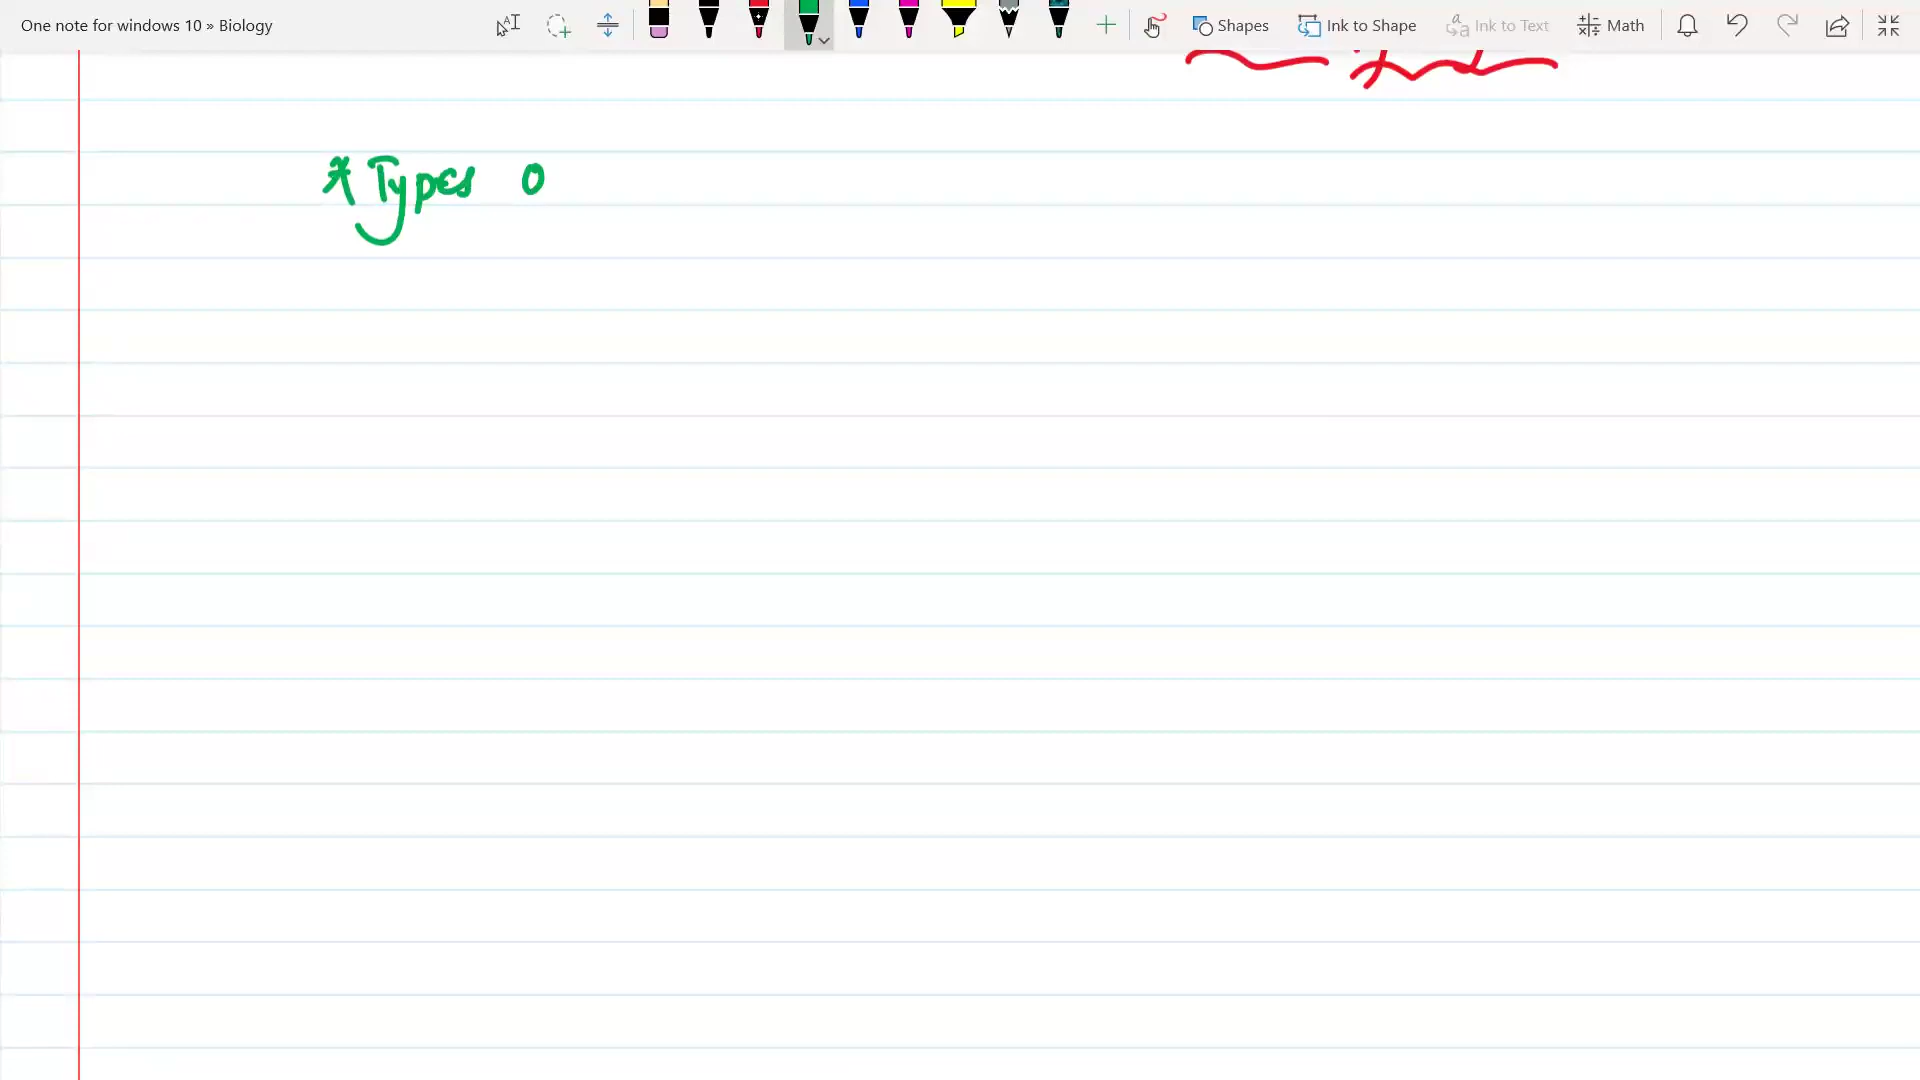 One note for windows 10 » Biology Shapes Ink to Shape Ink to Text Math
* Types o